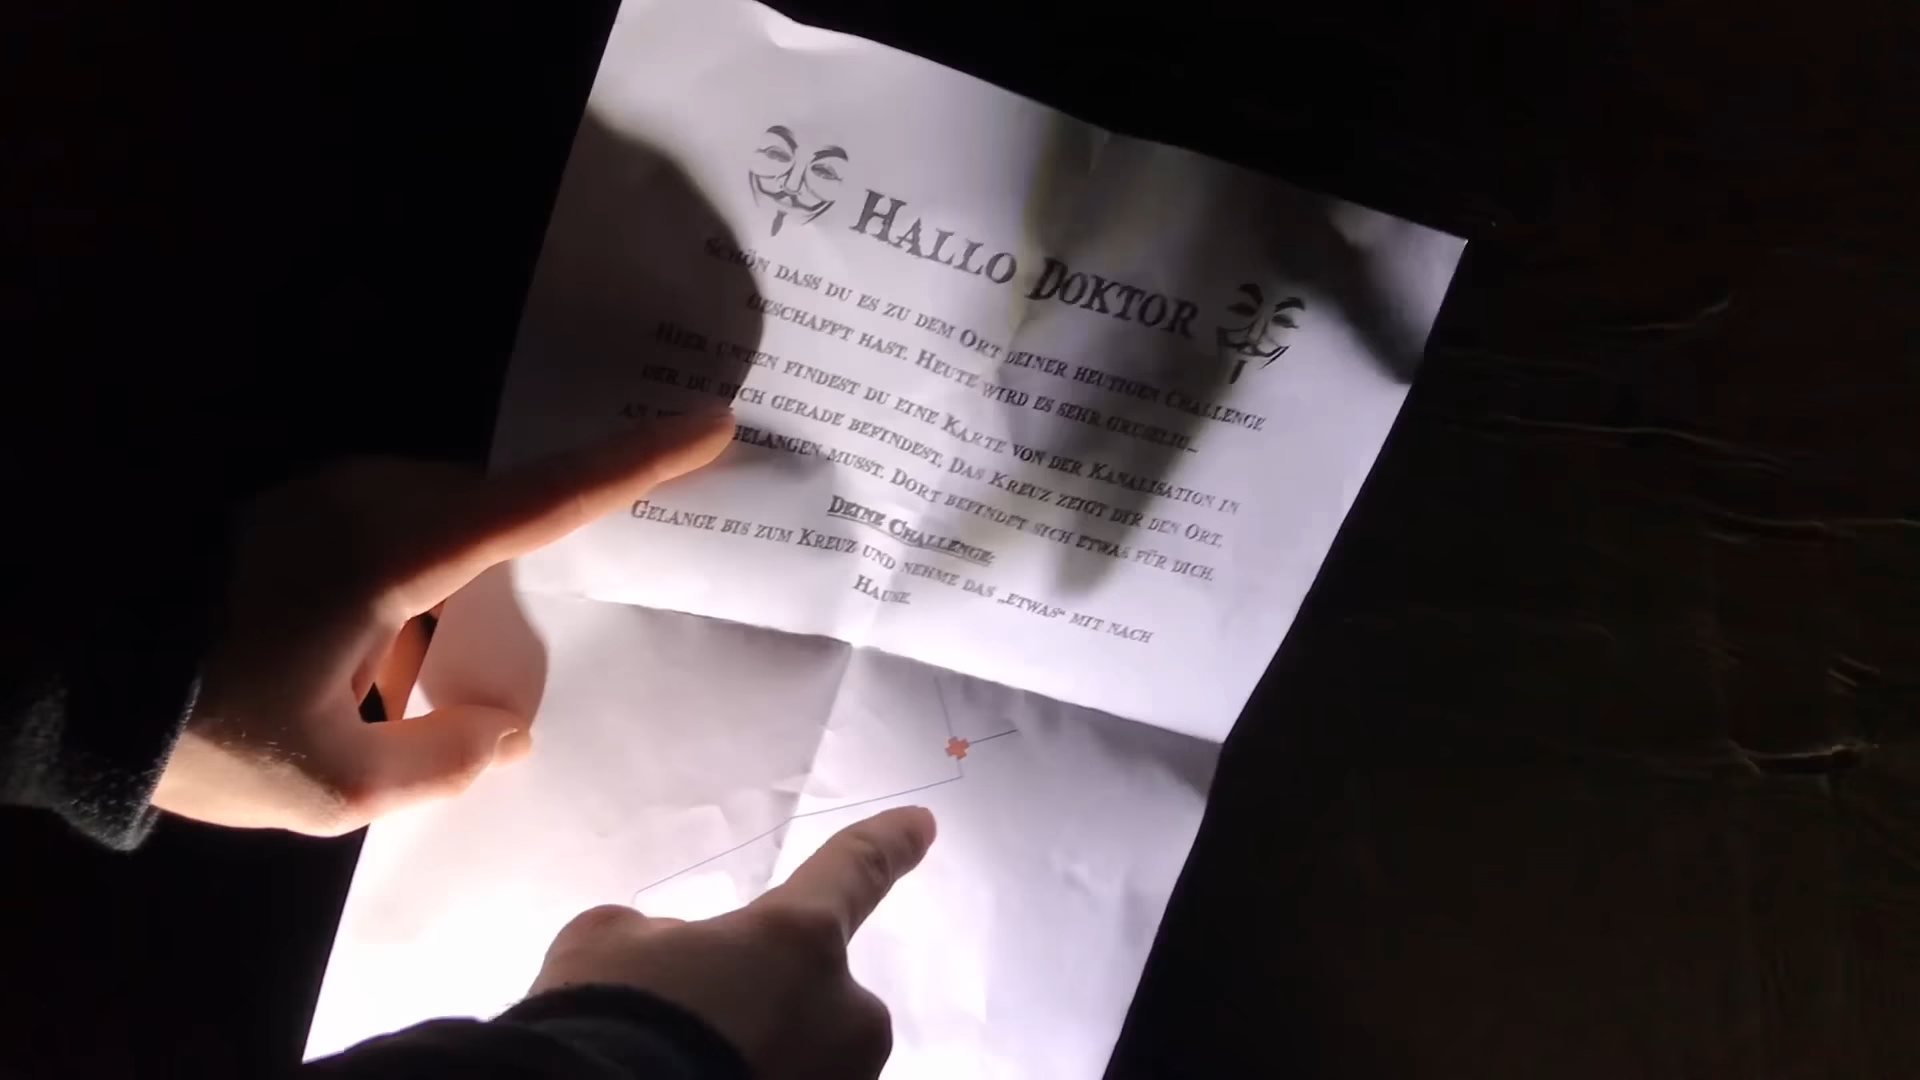 Hallo Doktor
Schön dass du es zu dem Ort deiner heutigen Challenge
geschafft hast. Heute wird es sehr gruselig...
Hier unten findest du eine Karte von der Kanalisation in
der du dich gerade befindest. Das Kreuz zeigt dir den Ort,
an gelangen musst. Dort befindet sich etwas für dich.
Deine Challenge:
Gelange bis zum Kreuz und nehme das „etwas“ mit nach
Hause.